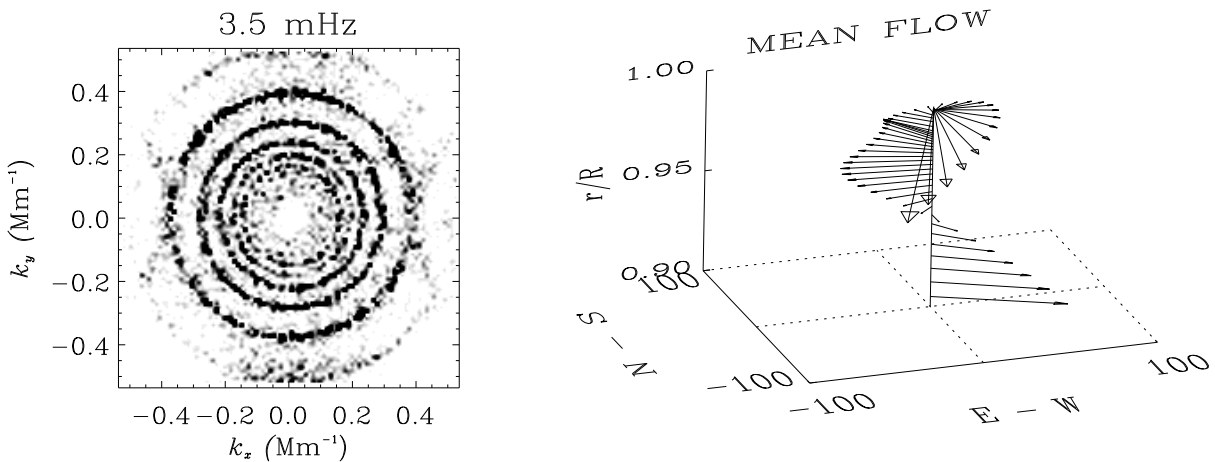 3.5 mHz
0.4
0.2
0.0
−0.2
−0.4
k_y (Mm⁻¹)
−0.4 −0.2 0.0 0.2 0.4
k_x (Mm⁻¹)
MEAN FLOW
1.00
0.95
0.90
r/R
100
−100
S − N
−100
100
E − W